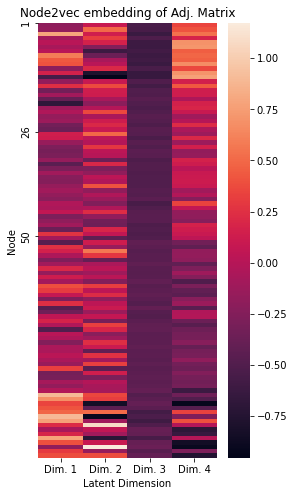 Node2vec embedding of Adj. Matrix
1
26
50
Node
Dim. 1 Dim. 2 Dim. 3 Dim. 4
Latent Dimension
1.00
0.75
0.50
0.25
0.00
−0.25
−0.50
−0.75